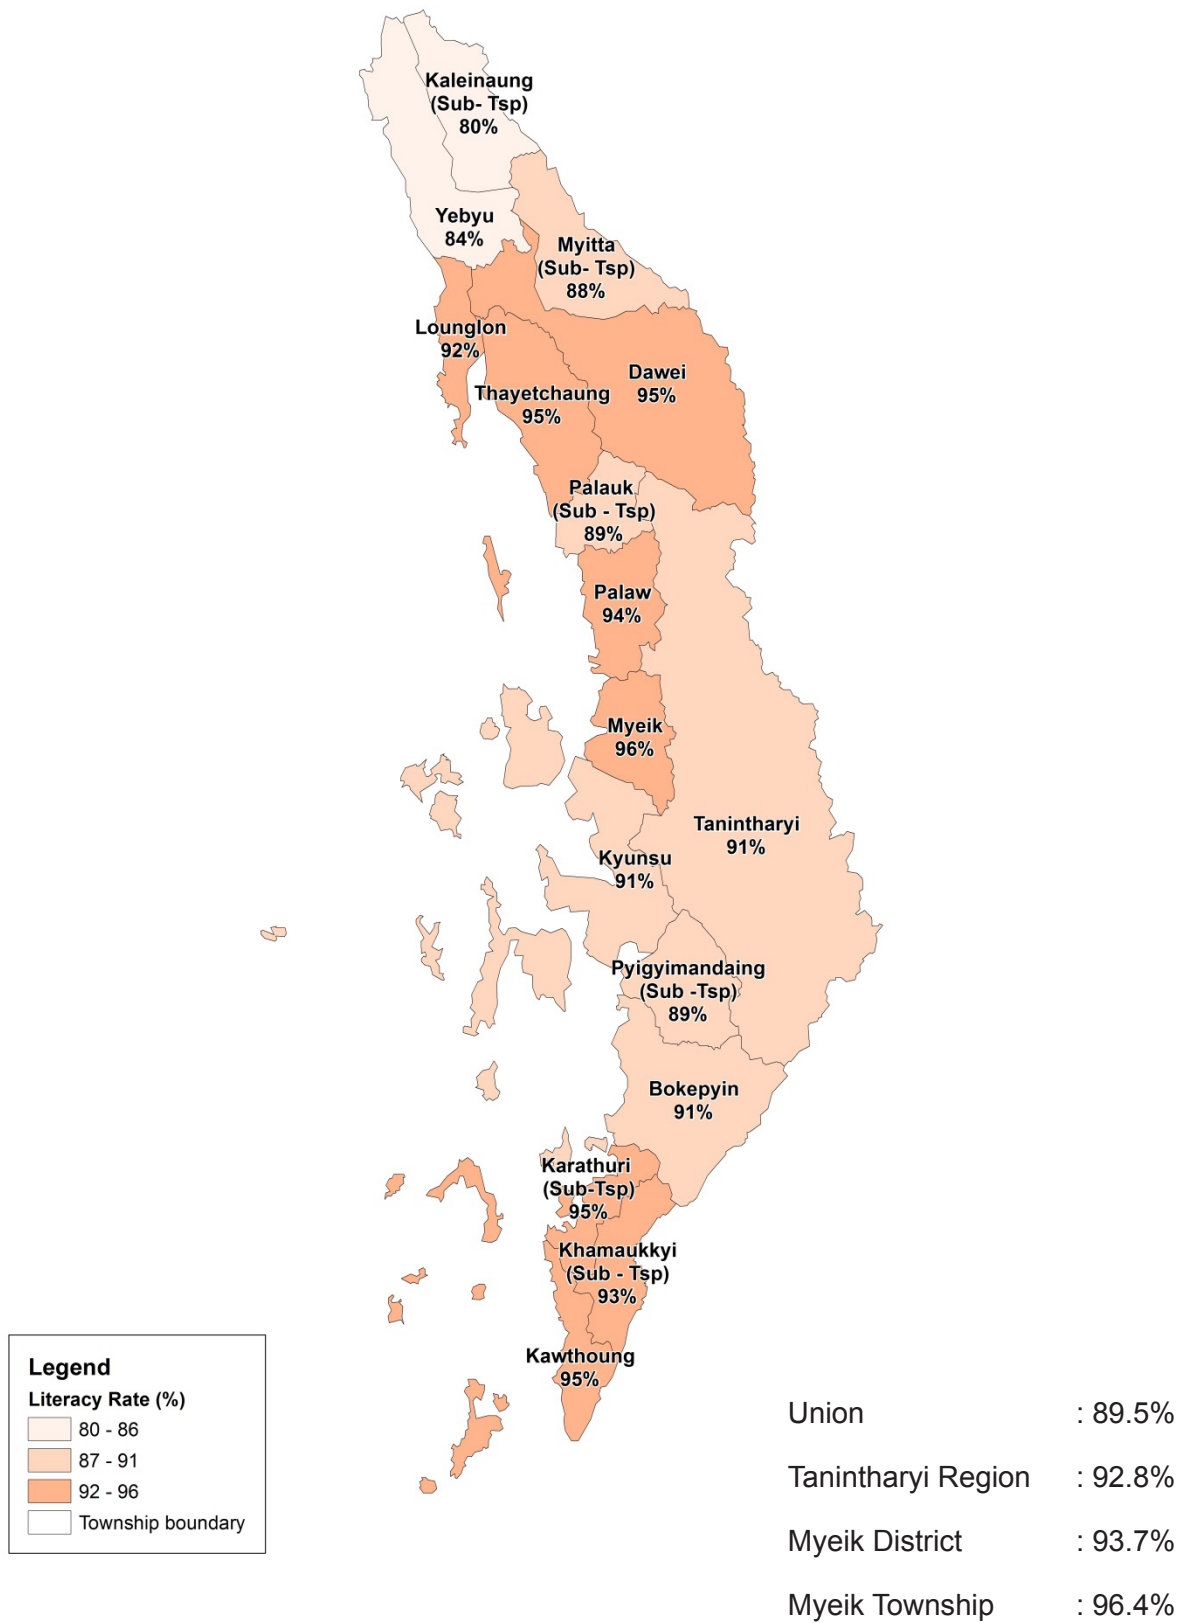 Kaleinaung
(Sub- Tsp)
80%
Yebyu
84%
Myitta
(Sub- Tsp)
88%
Lounglon
92%
Dawei
95%
Thayetchaung
95%
Palauk
(Sub - Tsp)
89%
Palaw
94%
Myeik
96%
Tanintharyi
91%
Kyunsu
91%
Pyigyimandaing
(Sub -Tsp)
89%
Bokepyin
91%
Karathuri
(Sub-Tsp)
95%
Khamaukkyi
(Sub - Tsp)
93%
Kawthoung
95%
Legend
Literacy Rate (%)
80 - 86
87 - 91
92 - 96
Township boundary
Union : 89.5%
Tanintharyi Region : 92.8%
Myeik District : 93.7%
Myeik Township : 96.4%